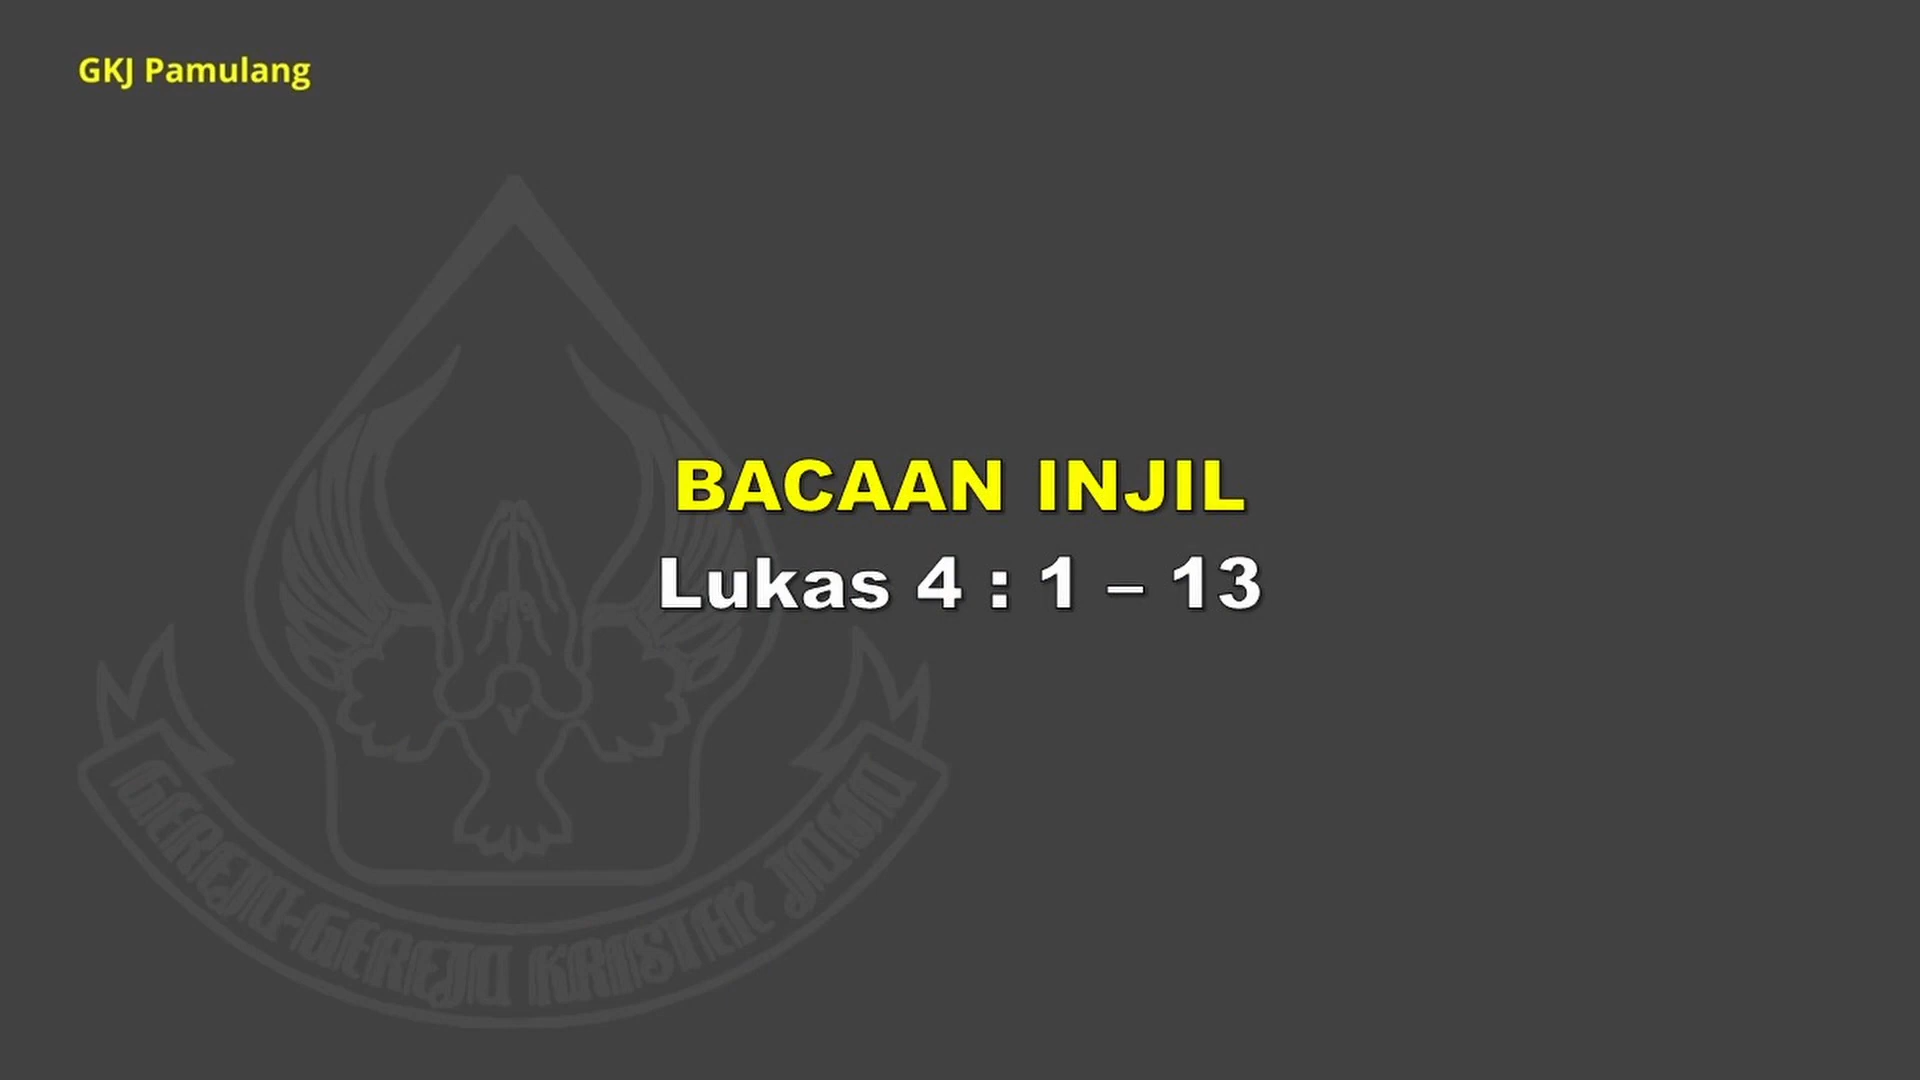 GKJ Pamulang
BACAAN INJIL
Lukas 4 : 1 – 13
GEREJA-GEREJA KRISTEN JAWA